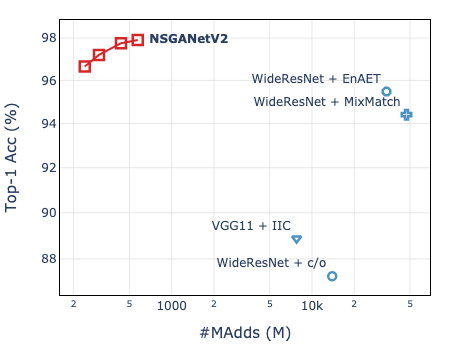 98
NSGANetV2
96
WideResNet + EnAET
WideResNet + MixMatch
94
92
90
VGG11 + IIC
88
WideResNet + c/o
2 5 1000 2 5 10k 2 5
#MAdds (M)
Top-1 Acc (%)